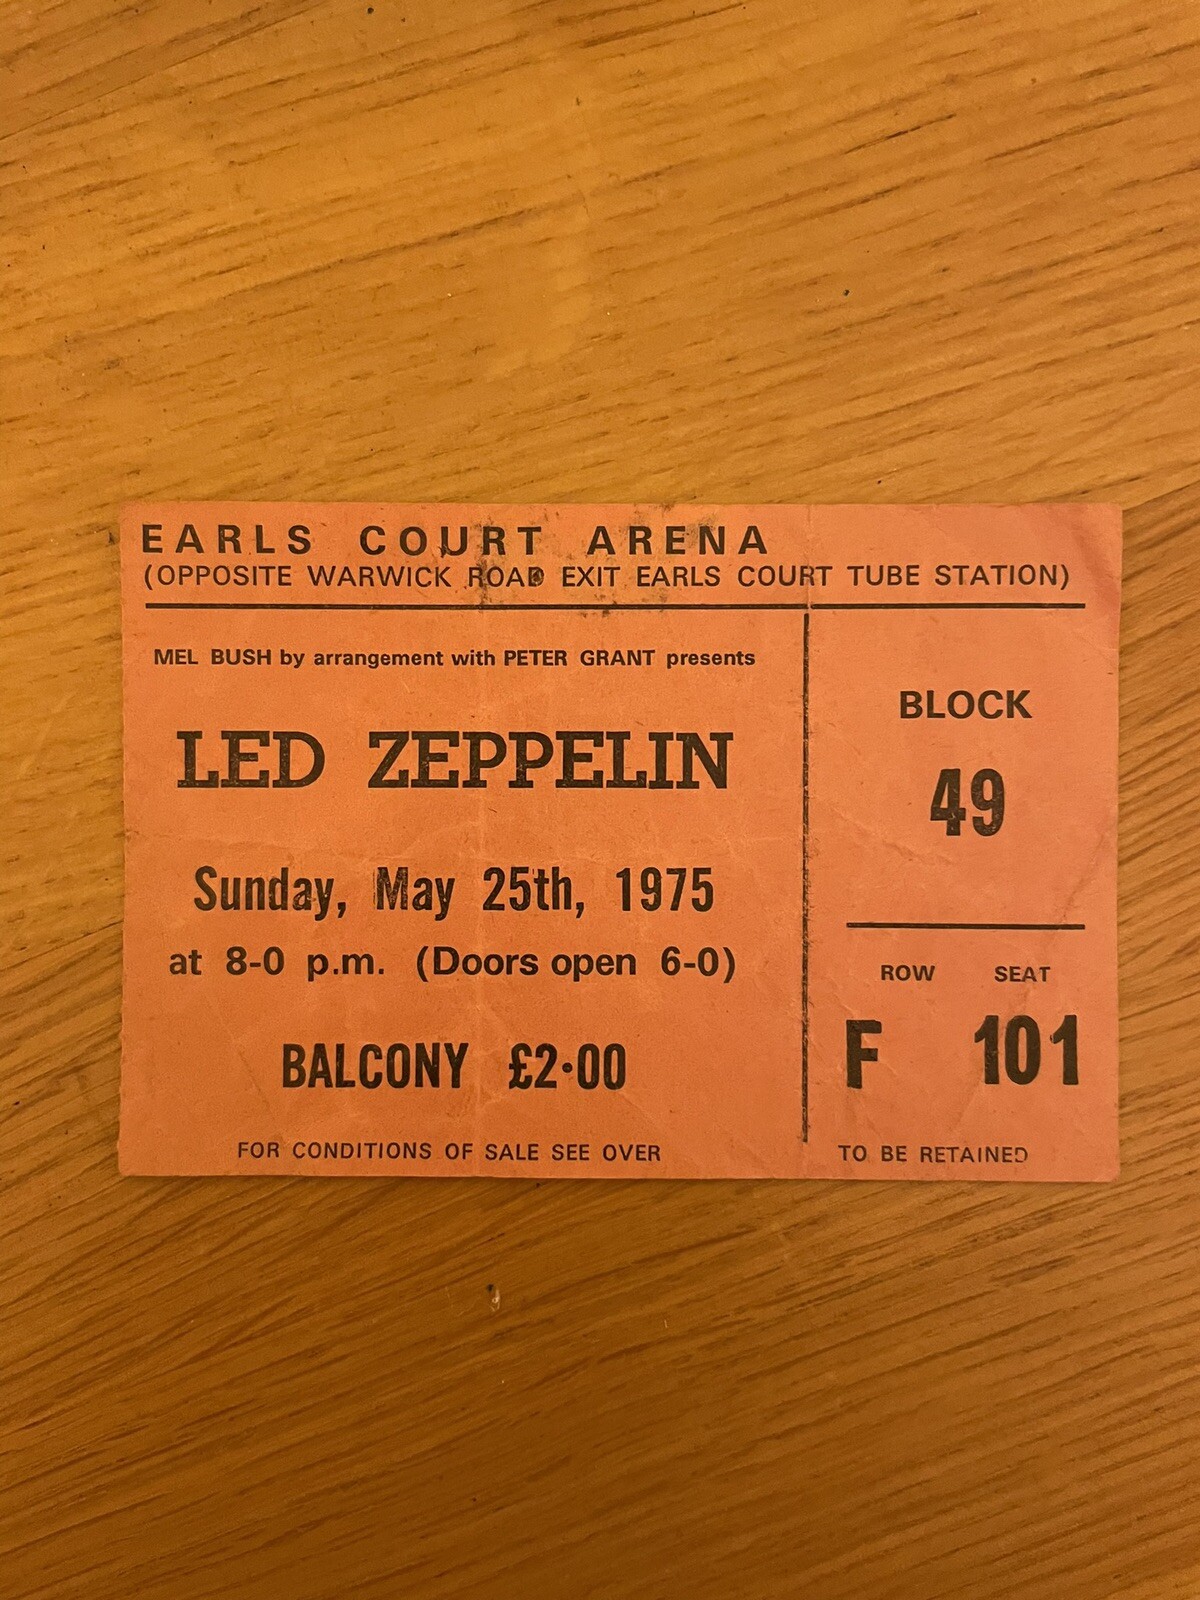 EARLS COURT ARENA
(OPPOSITE WARWICK ROAD EXIT EARLS COURT TUBE STATION)
MEL BUSH by arrangement with PETER GRANT presents
LED ZEPPELIN
Sunday, May 25th, 1975
at 8-0 p.m. (Doors open 6-0)
BALCONY £2·00
FOR CONDITIONS OF SALE SEE OVER
BLOCK
49
ROW SEAT
F 101
TO BE RETAINED